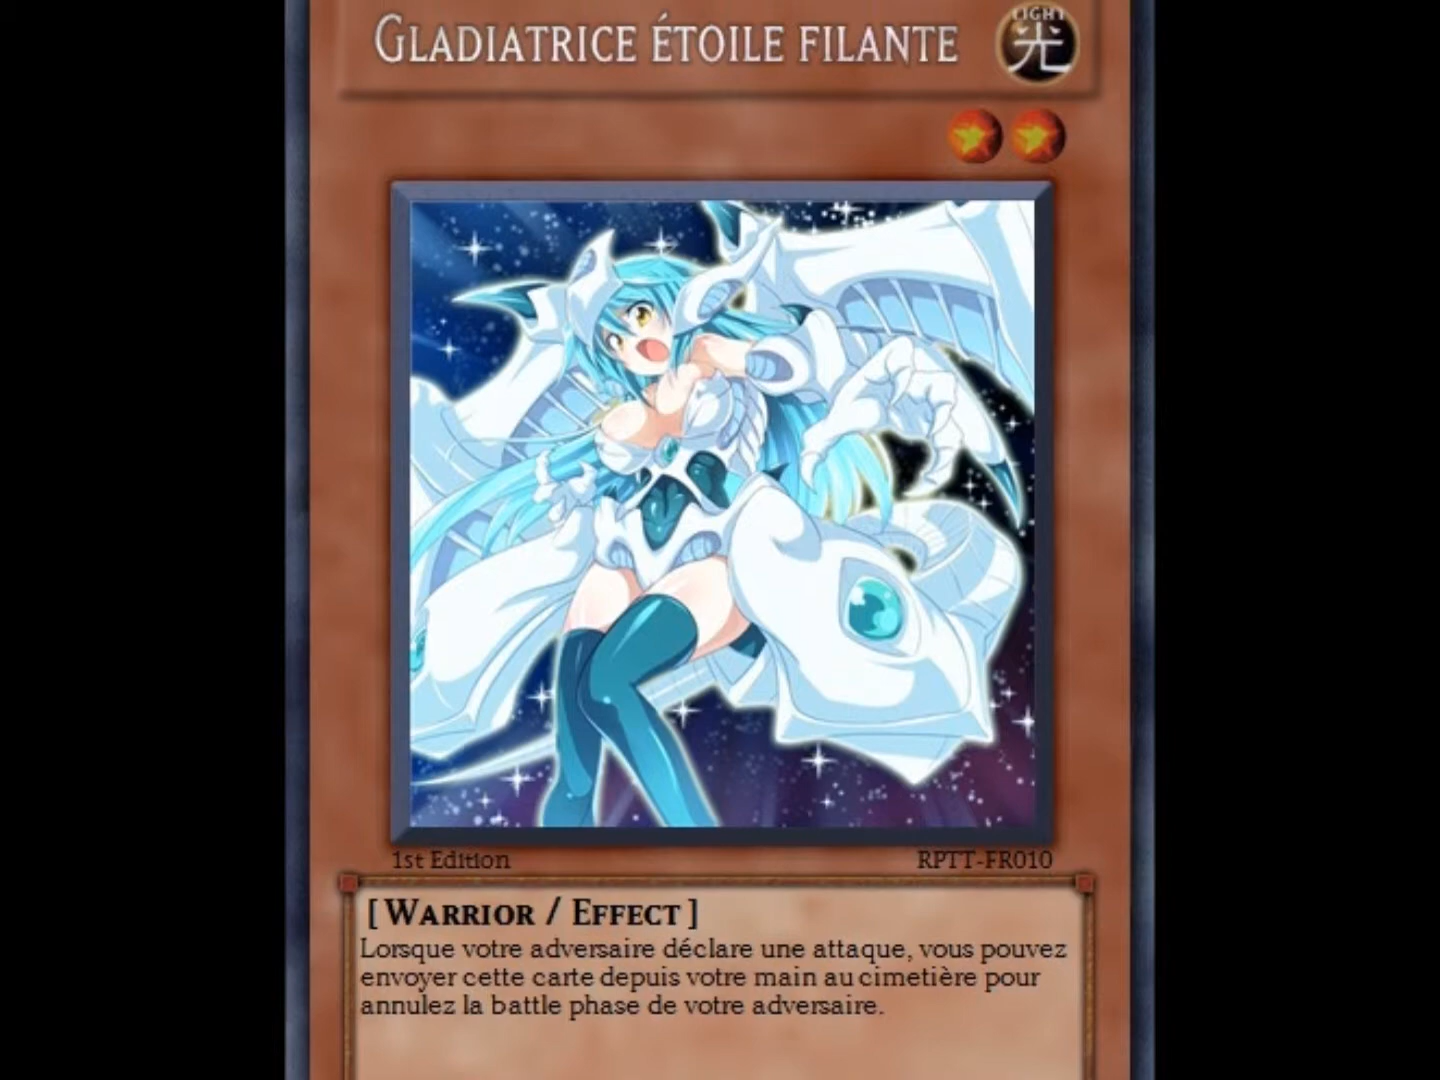 GLADIATRICE ÉTOILE FILANTE
LIGHT
光
1st Edition
RPTT-FR010
[WARRIOR / EFFECT]
Lorsque votre adversaire déclare une attaque, vous pouvez
envoyer cette carte depuis votre main au cimetière pour
annulez la battle phase de votre adversaire.